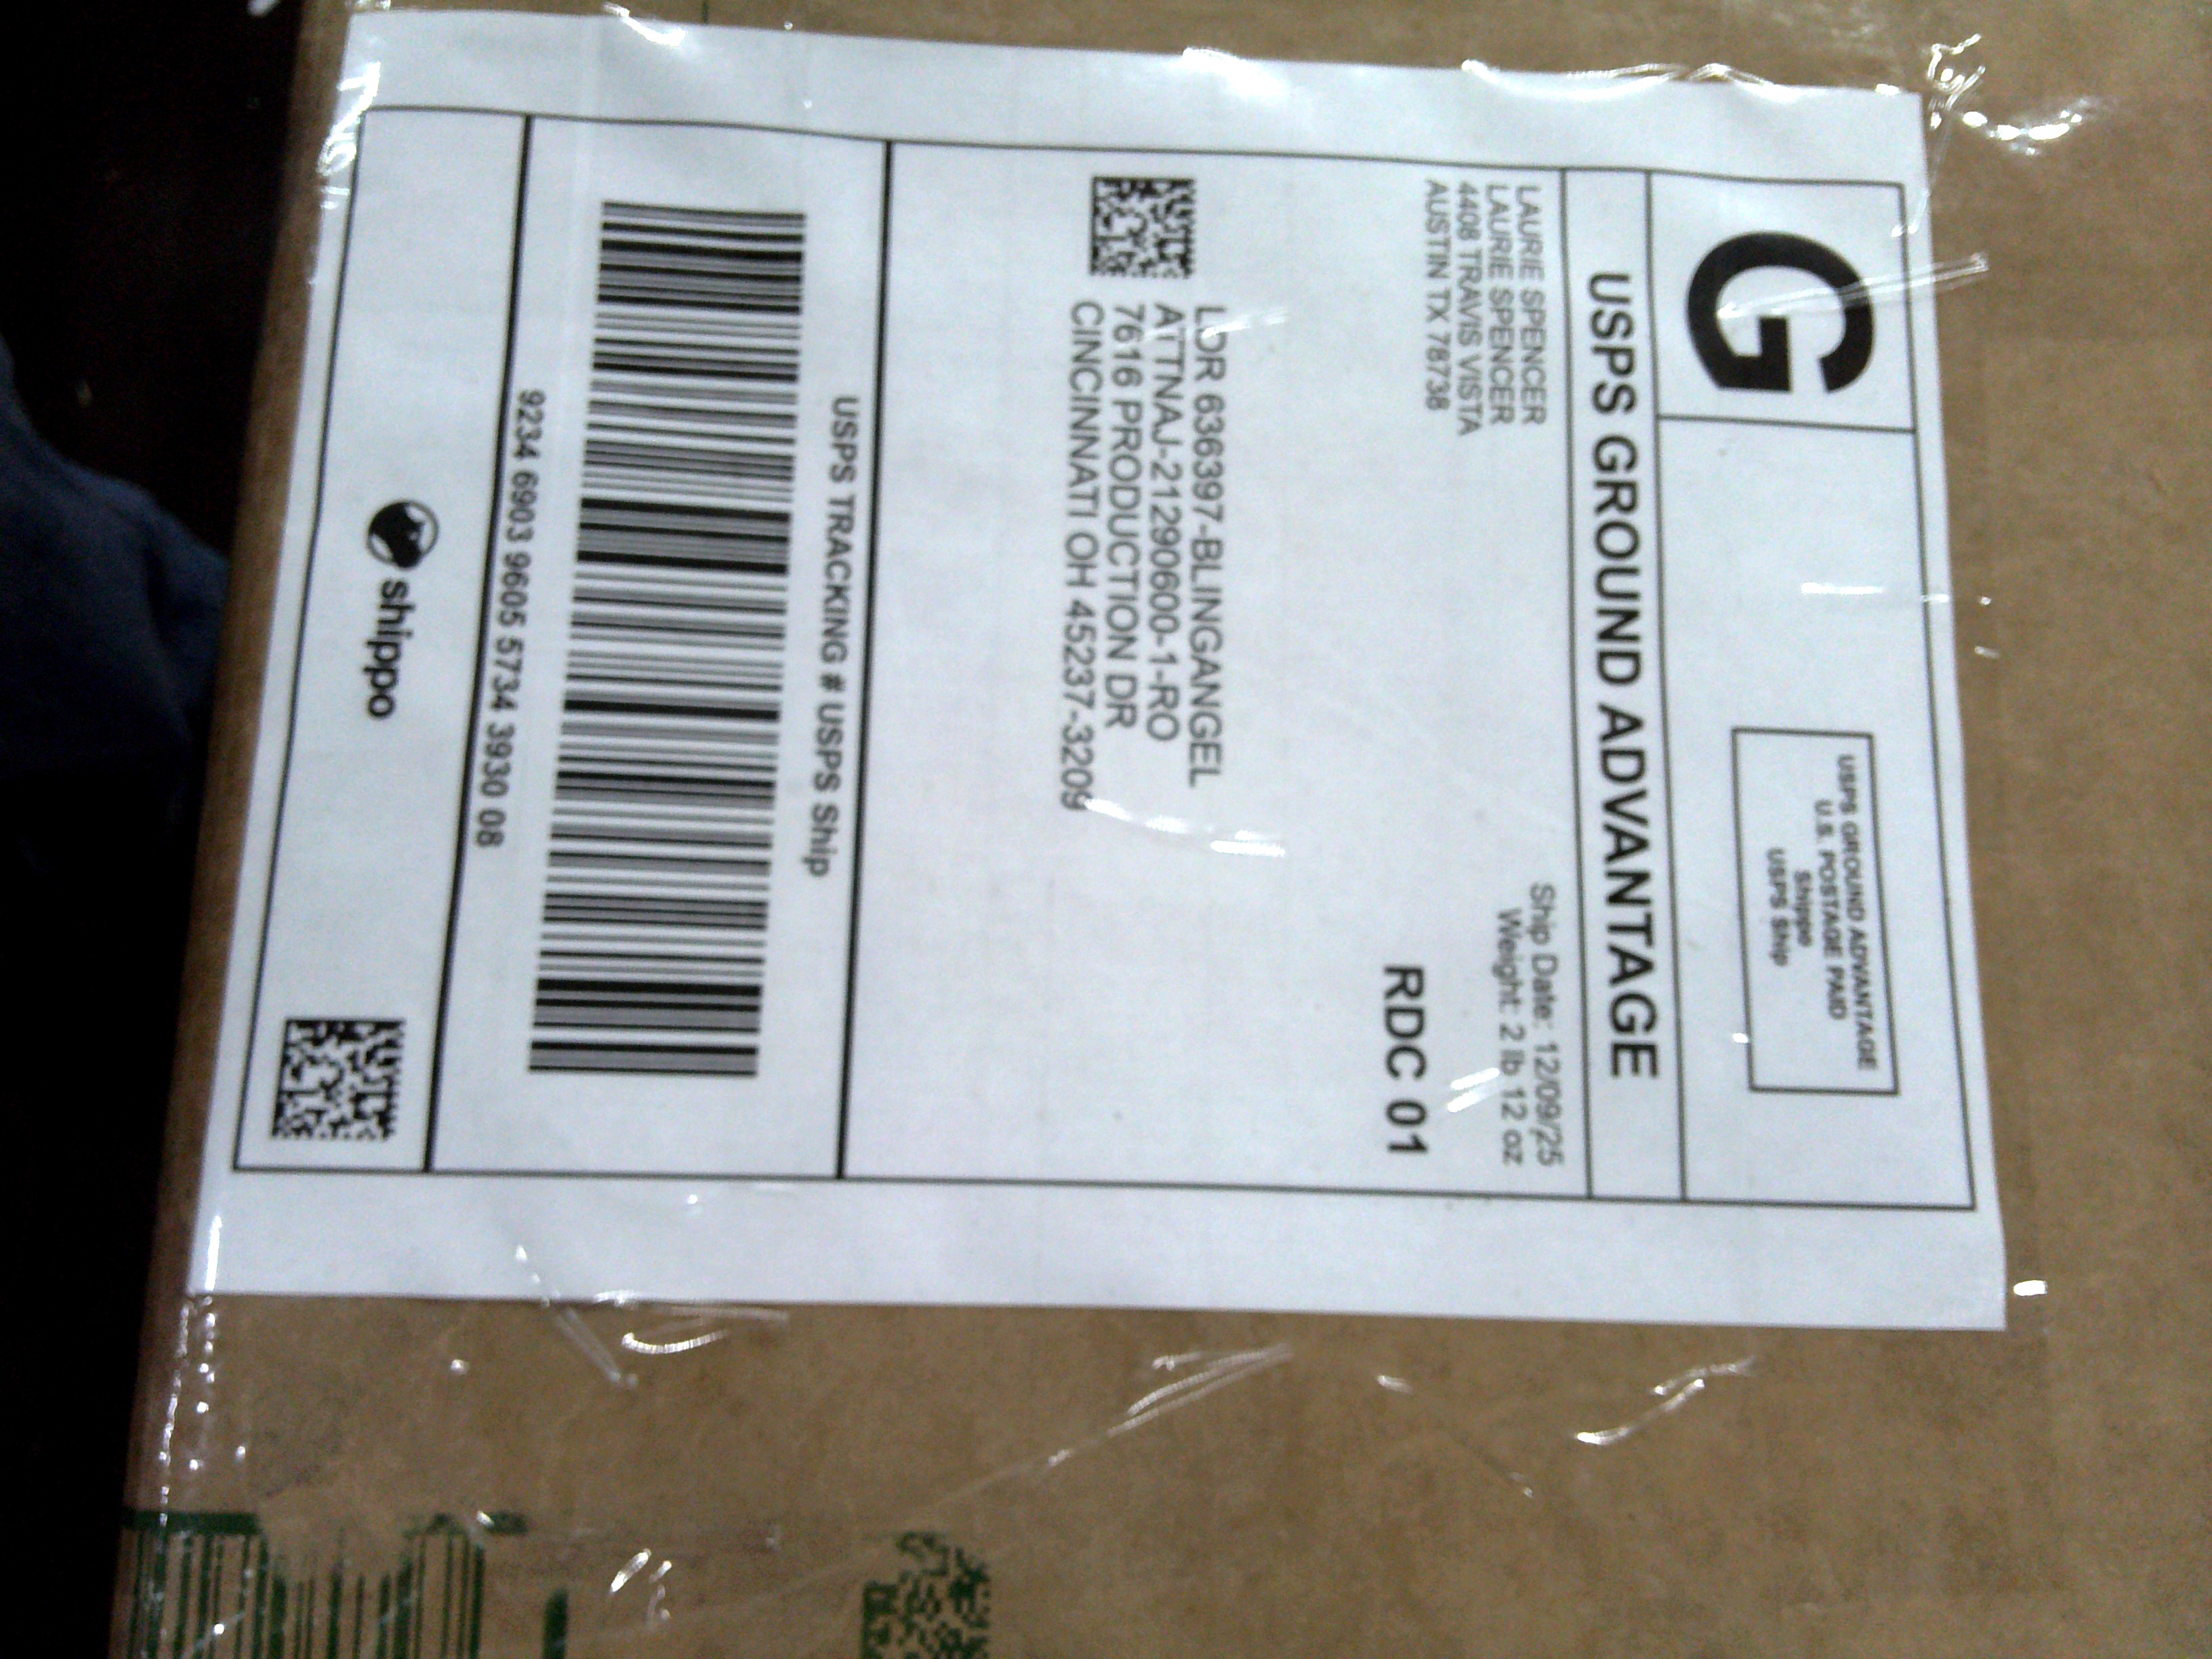 G
USPS GROUND ADVANTAGE
U.S. POSTAGE PAID
Shippo
USPS Ship
USPS GROUND ADVANTAGE
LAURIE SPENCER
LAURIE SPENCER
4408 TRAVIS VISTA
AUSTIN TX 78738
Ship Date: 12/09/25
Weight: 2 lb 12 oz
RDC 01
LDR 636397-BLINGANGEL
ATTNAJ-212906600-1-RO
7616 PRODUCTION DR
CINCINNATI OH 45237-3209
USPS TRACKING # USPS Ship
9234 6903 9605 5734 3930 08
shippo